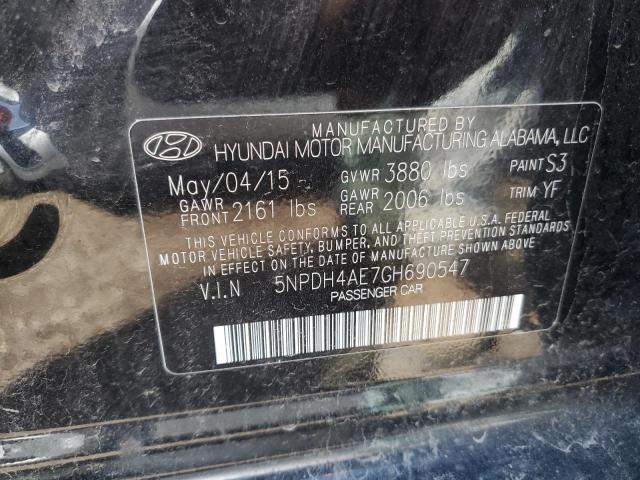 MANUFACTURED BY
HYUNDAI MOTOR MANUFACTURING ALABAMA, LLC
May/04/15 GVWR 3880 lbs PAINT S3
GAWR FRONT 2161 lbs GAWR REAR 2006 lbs TRIM YF
THIS VEHICLE CONFORMS TO ALL APPLICABLE U.S.A. FEDERAL
MOTOR VEHICLE SAFETY, BUMPER, AND THEFT PREVENTION STANDARDS
IN EFFECT ON THE DATE OF MANUFACTURE SHOWN ABOVE.
V.I.N 5NPDH4AE7GH690547
PASSENGER CAR